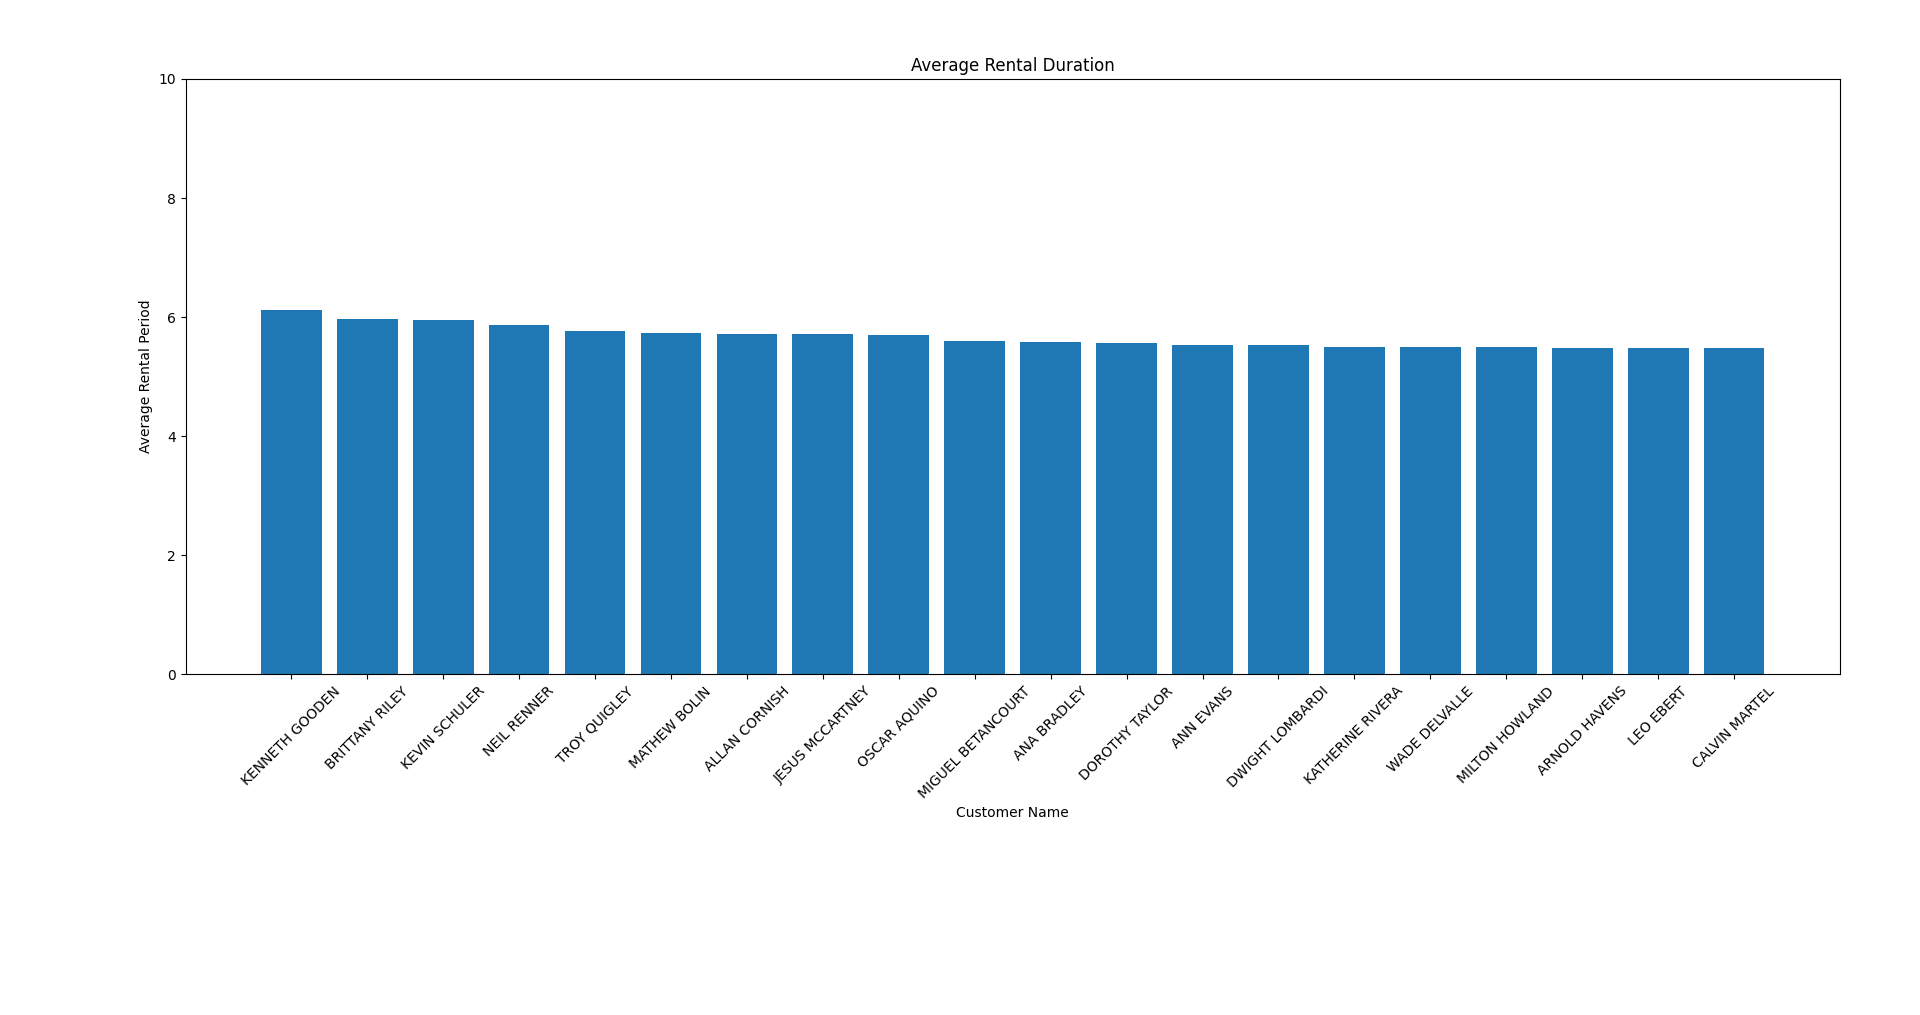 Average Rental Duration
10
8
6
4
2
0
Average Rental Period
KENNETH GOODEN
BRITTANY RILEY
KEVIN SCHULER
NEIL RENNER
TROY QUIGLEY
MATHEW BOLIN
ALLAN CORNISH
JESUS MCCARTNEY
OSCAR AQUINO
MIGUEL BETANCOURT
ANA BRADLEY
DOROTHY TAYLOR
ANN EVANS
DWIGHT LOMBARDI
KATHERINE RIVERA
WADE DELVALLE
MILTON HOWLAND
ARNOLD HAVENS
LEO EBERT
CALVIN MARTEL
Customer Name